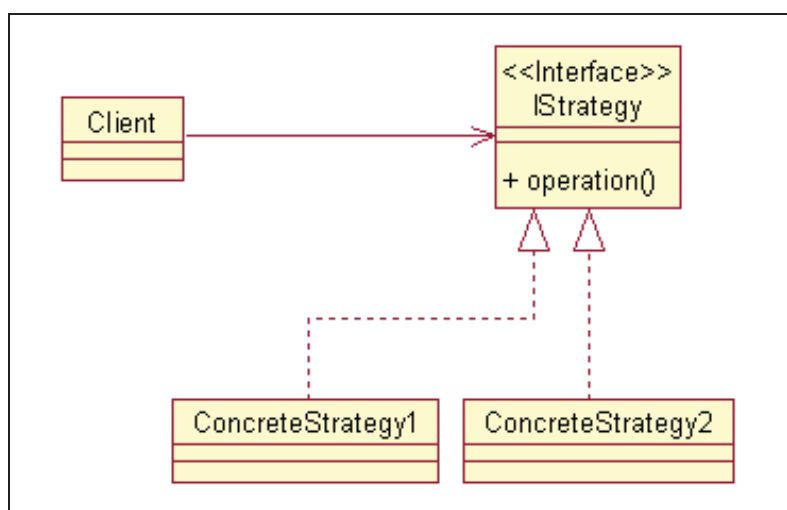 <<Interface>>
IStrategy
Client
+ operation()
ConcreteStrategy1
ConcreteStrategy2